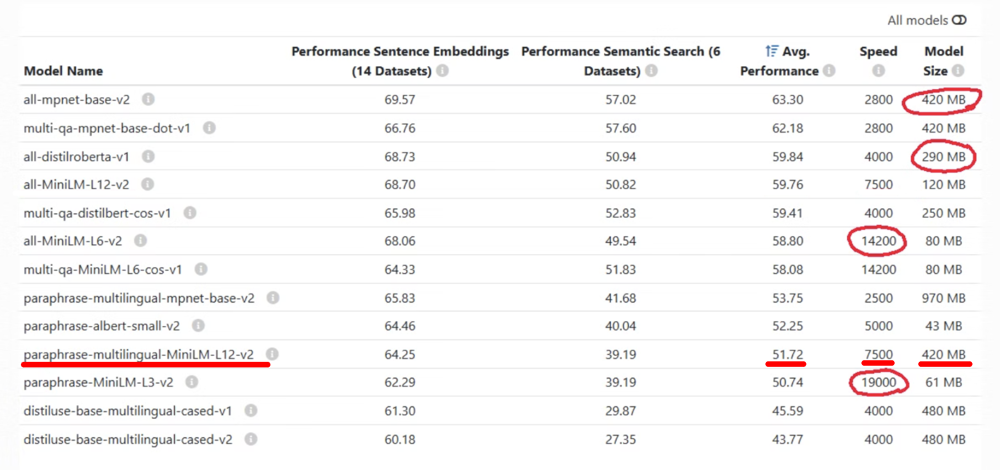 All models
Model Name Performance Sentence Embeddings (14 Datasets) Performance Semantic Search (6 Datasets) Avg. Performance Speed Model Size
all-mpnet-base-v2 69.57 57.02 63.30 2800 420 MB
multi-qa-mpnet-base-dot-v1 66.76 57.60 62.18 2800 420 MB
all-distilroberta-v1 68.73 50.94 59.84 4000 290 MB
all-MiniLM-L12-v2 68.70 50.82 59.76 7500 120 MB
multi-qa-distilbert-cos-v1 65.98 52.83 59.41 4000 250 MB
all-MiniLM-L6-v2 68.06 49.54 58.80 14200 80 MB
multi-qa-MiniLM-L6-cos-v1 64.33 51.83 58.08 14200 80 MB
paraphrase-multilingual-mpnet-base-v2 65.83 41.68 53.75 2500 970 MB
paraphrase-albert-small-v2 64.46 40.04 52.25 5000 43 MB
paraphrase-multilingual-MiniLM-L12-v2 64.25 39.19 51.72 7500 420 MB
paraphrase-MiniLM-L3-v2 62.29 39.19 50.74 19000 61 MB
distiluse-base-multilingual-cased-v1 61.30 29.87 45.59 4000 480 MB
distiluse-base-multilingual-cased-v2 60.18 27.35 43.77 4000 480 MB